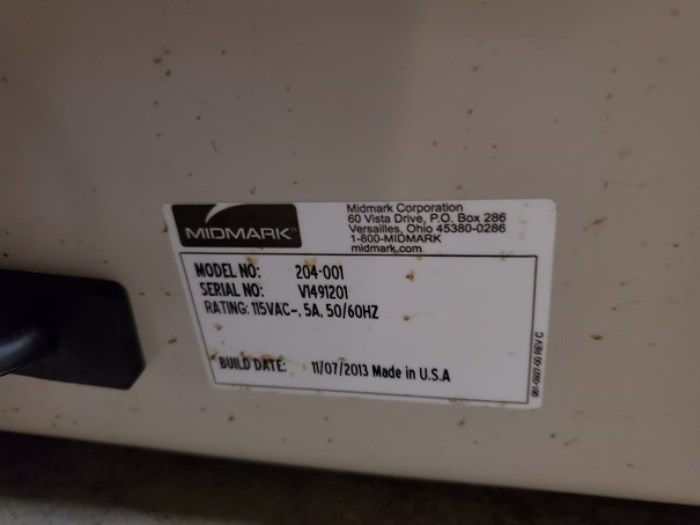 MIDMARK®
Midmark Corporation
60 Vista Drive, P.O. Box 286
Versailles, Ohio 45380-0286
1-800-MIDMARK
midmark.com
MODEL NO: 204-001
SERIAL NO: V1491201
RATING: 115VAC~, 5A, 50/60HZ
BUILD DATE: 11/07/2013 Made in U.S.A